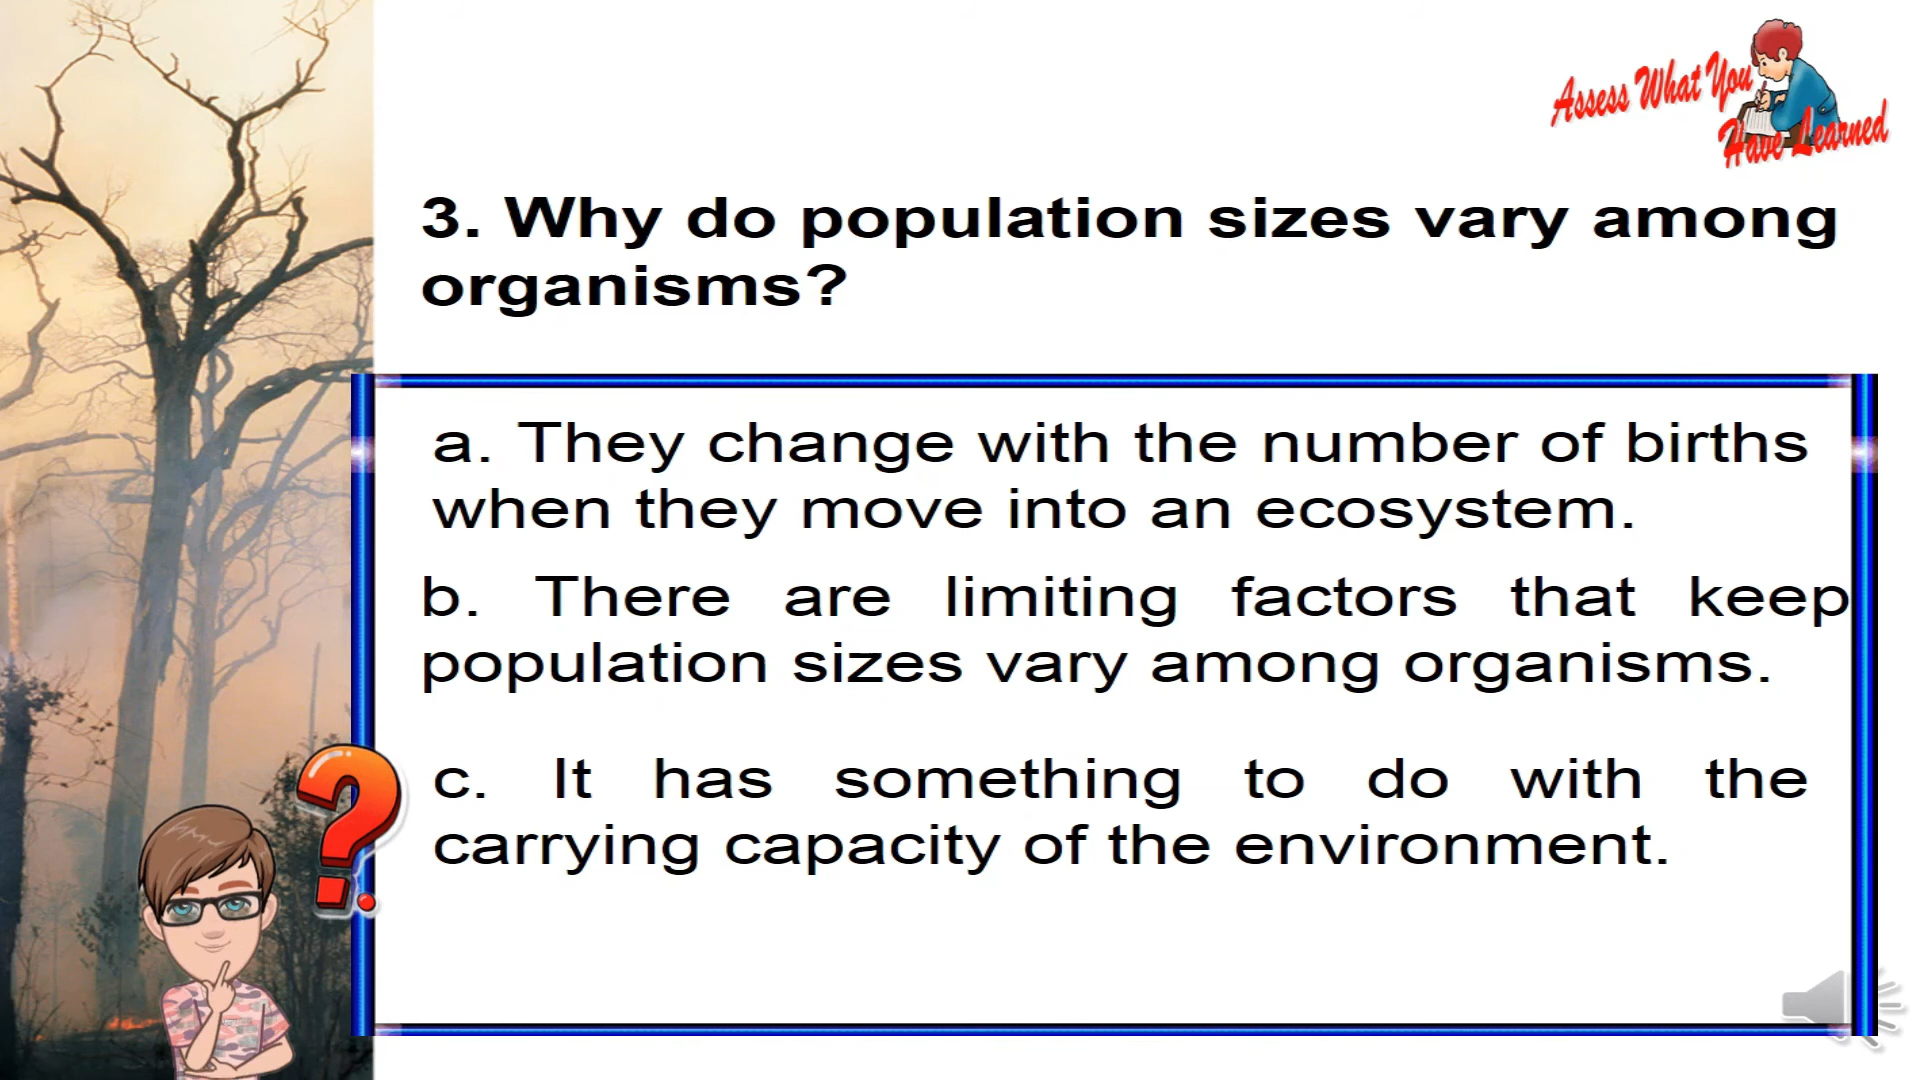 Assess What You
Have Learned
3. Why do population sizes vary among
organisms?
a. They change with the number of births
when they move into an ecosystem.
b. There are limiting factors that keep
population sizes vary among organisms.
c. It has something to do with the
carrying capacity of the environment.